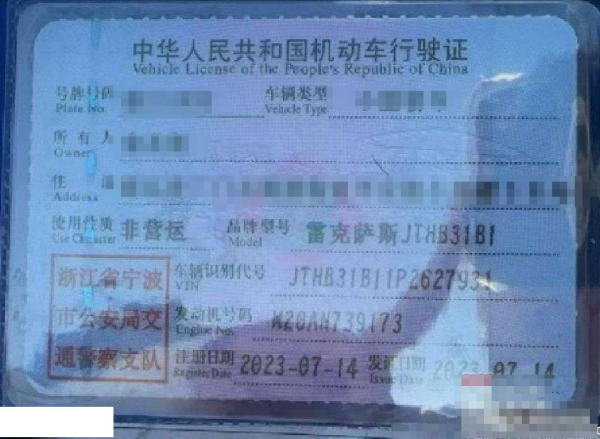 中华人民共和国机动车行驶证
Vehicle License of the People's Republic of China
号牌号码 车辆类型
Plate No. Vehicle Type
所有人
Owner
住 址
Address
使用性质 非营运 品牌型号 雷克萨斯JTHB31B1
Use Character Model
浙江省宁波 车辆识别代号 JTHB31B11P2627931
VIN
市公安局交 发动机号码 M20AN739173
Engine No.
通警察支队 注册日期 2023-07-14 发证日期 2023-07-14
Register Date Issue Date